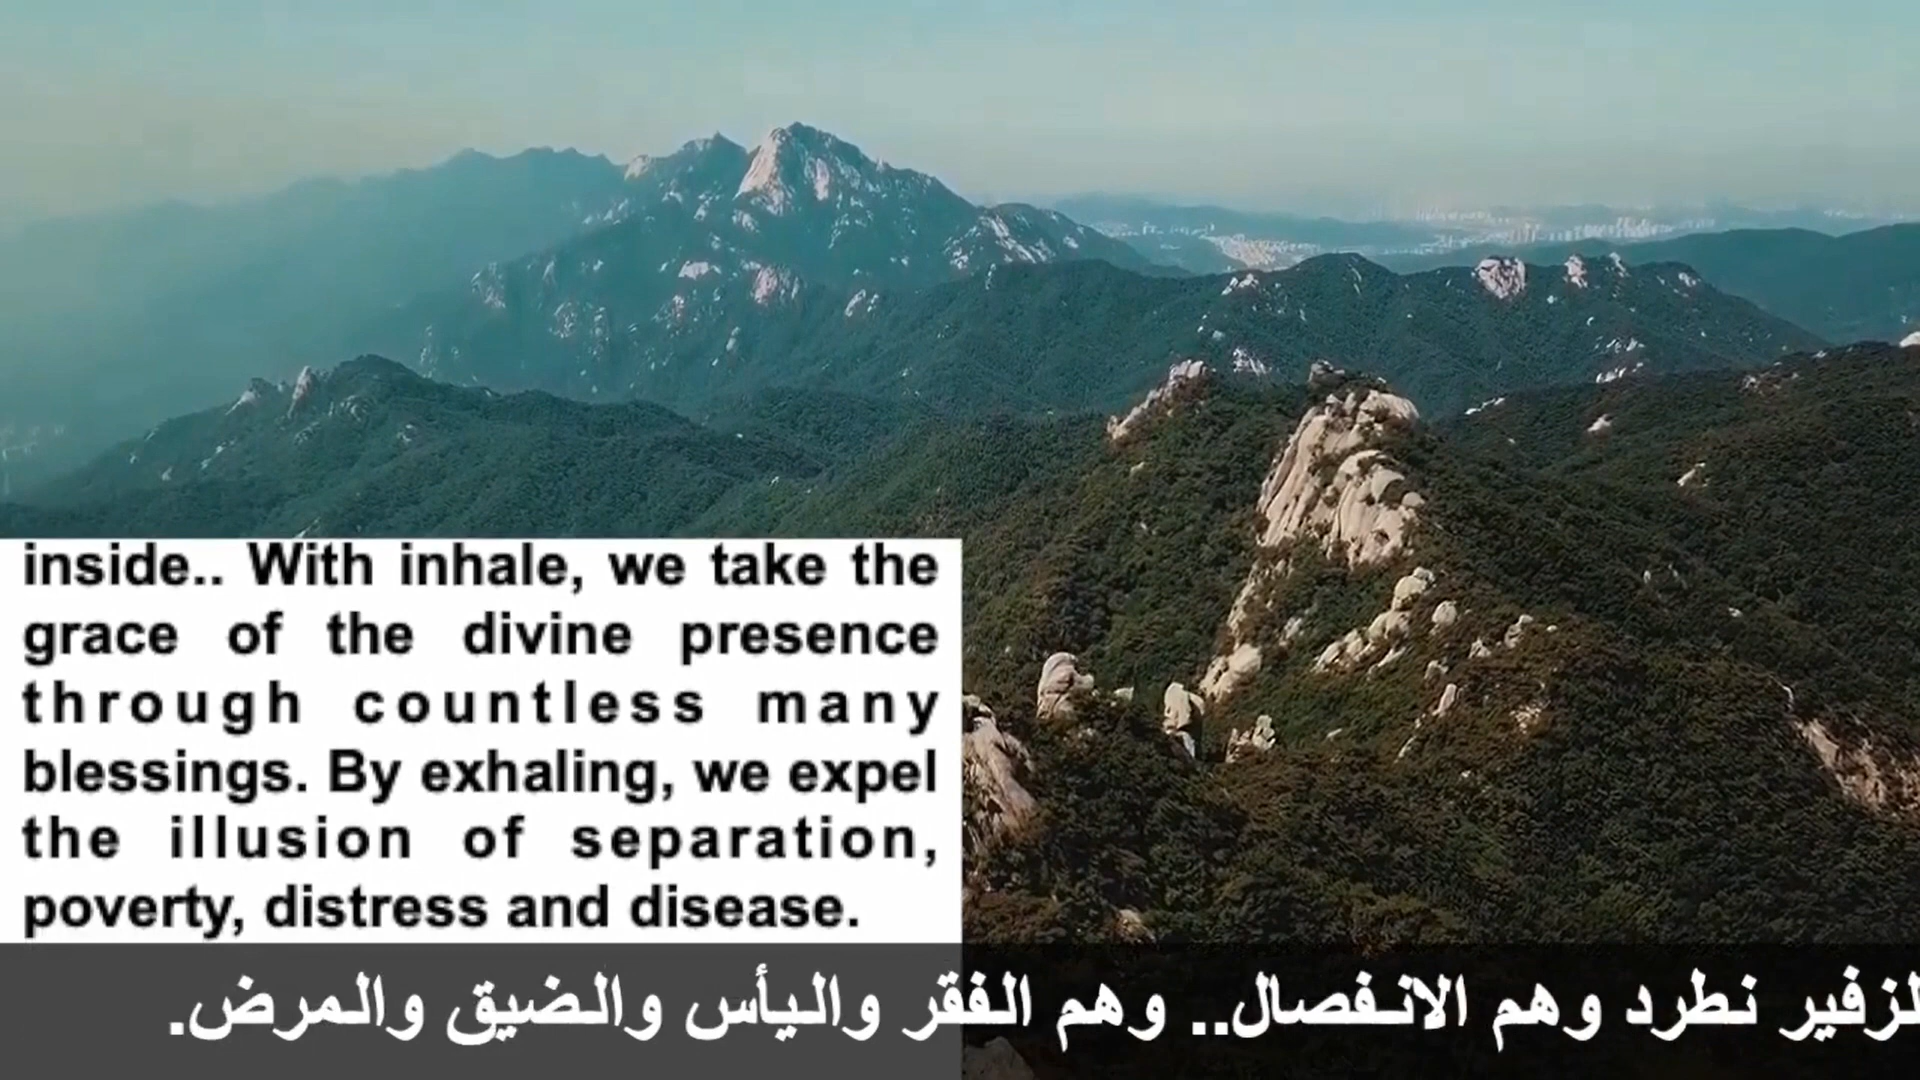 inside.. With inhale, we take the
grace of the divine presence
through countless many
blessings. By exhaling, we expel
the illusion of separation,
poverty, distress and disease.
نطرد وهم الانفصال.. وهم الفقر واليأس والضيق والمرض.